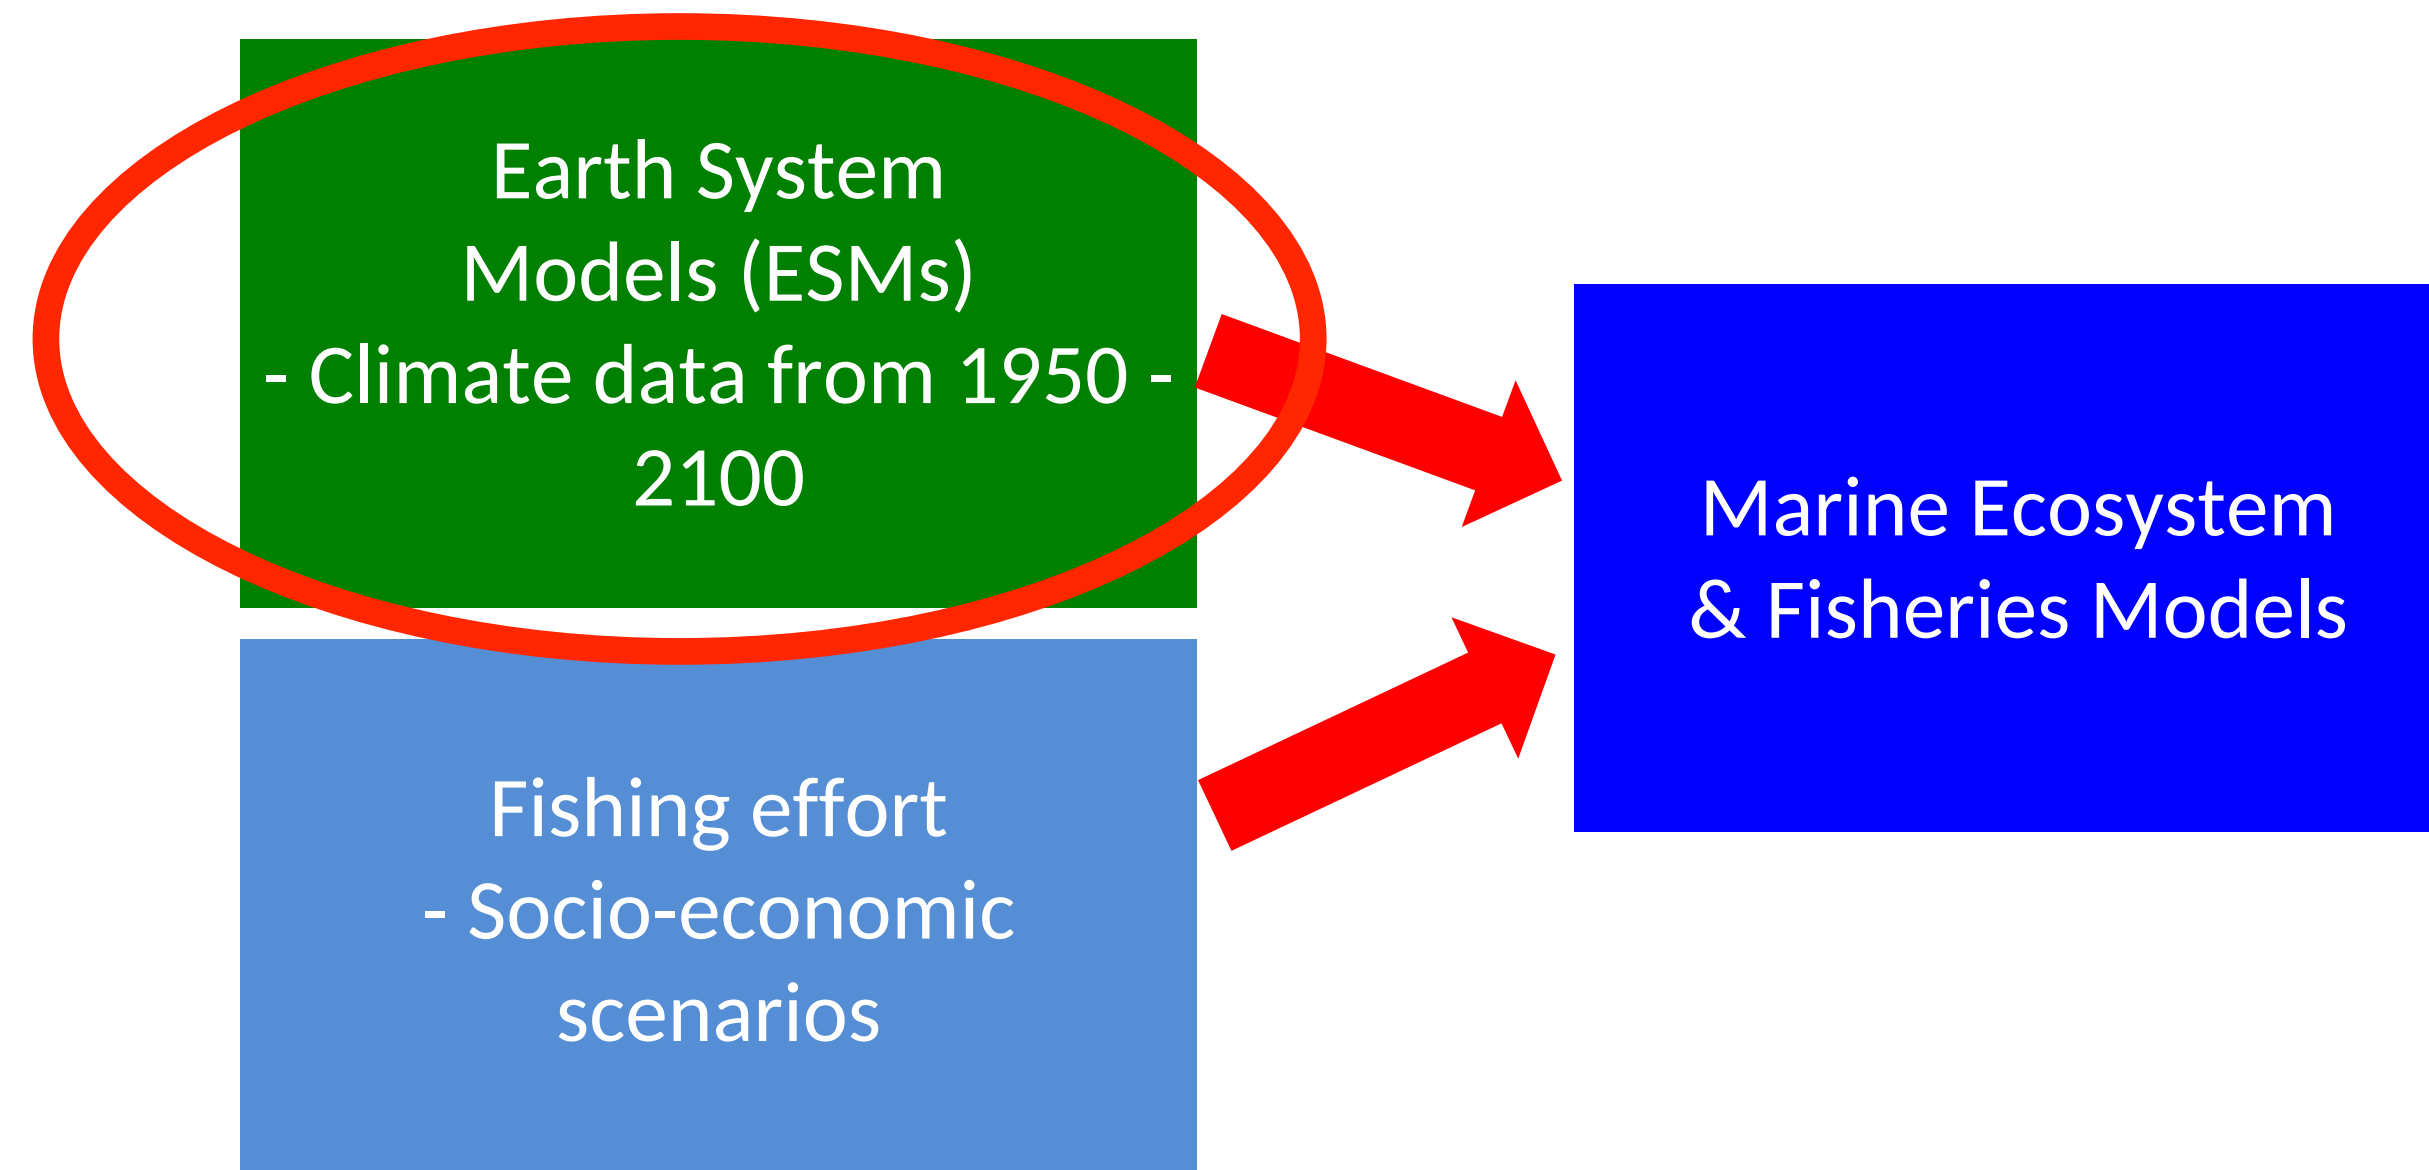 Earth System
Models (ESMs)
- Climate data from 1950 -
2100
Marine Ecosystem
& Fisheries Models
Fishing effort
- Socio-economic
scenarios